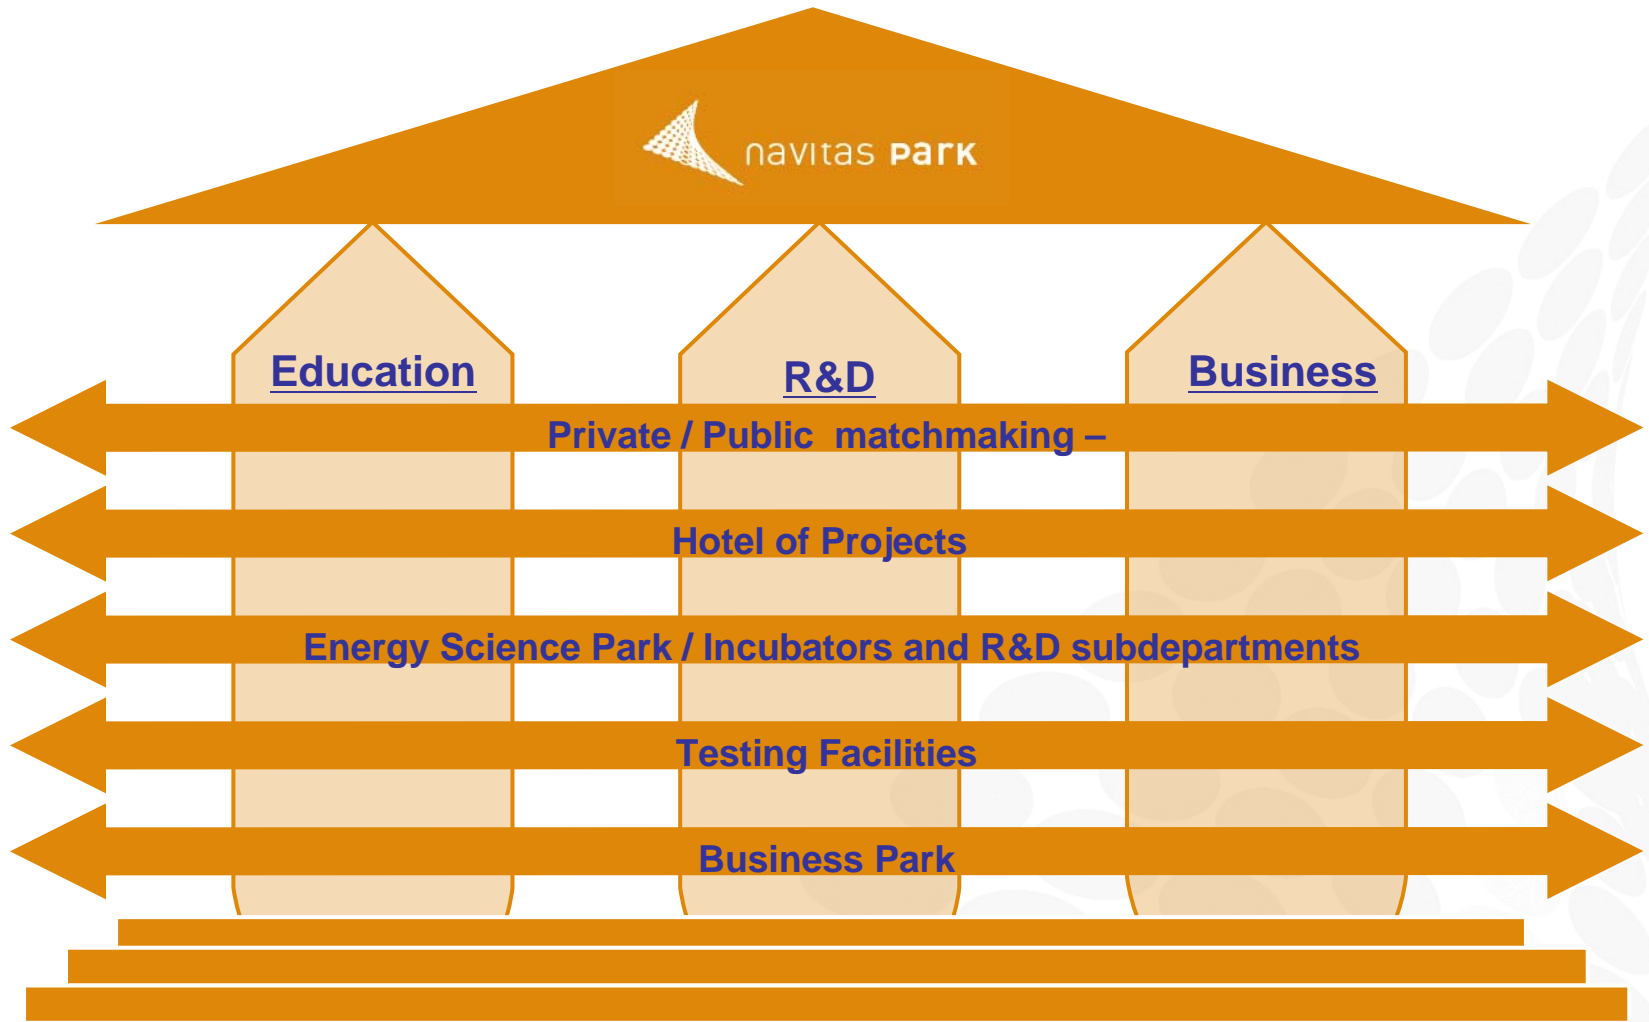 navitas park
Education
R&D
Business
Private / Public  matchmaking –
Hotel of Projects
Energy Science Park / Incubators and R&D subdepartments
Testing Facilities
Business Park